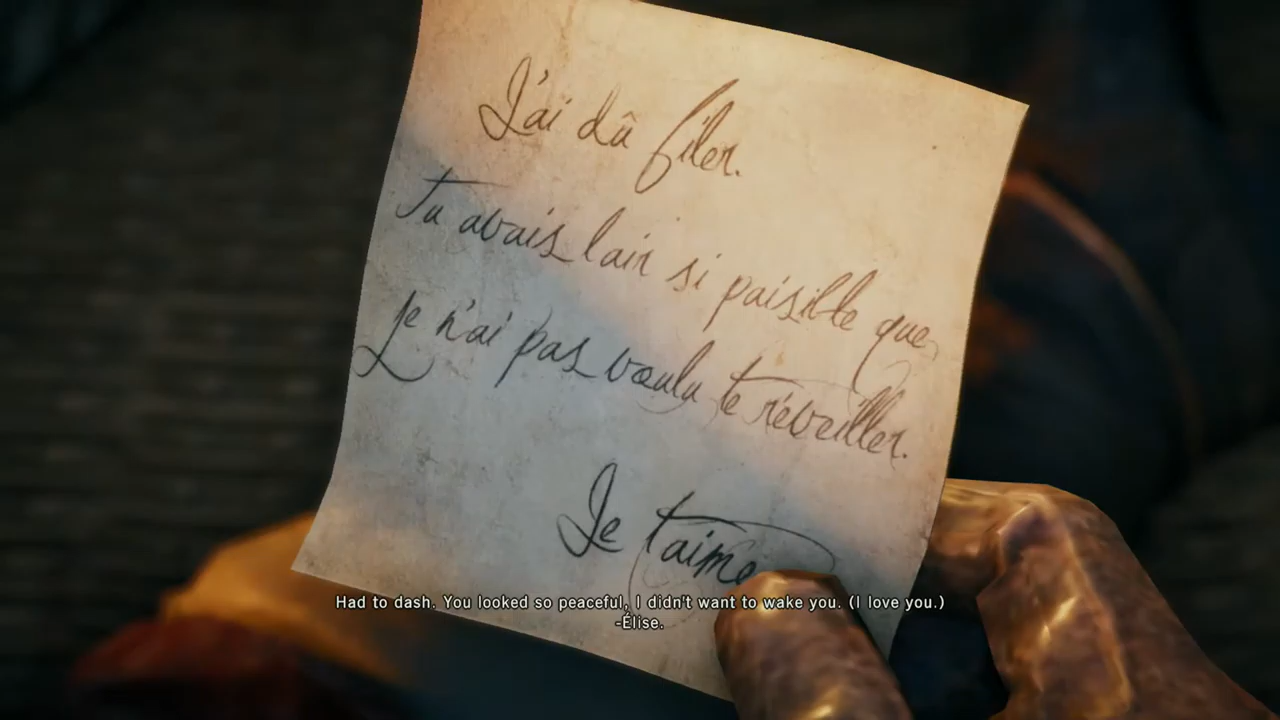 J'ai dû filer.
Tu avais lair si paisible que
je n'ai pas voulu te réveiller.
Je t'aime
Had to dash. You looked so peaceful, I didn't want to wake you. (I love you.)
-Élise.